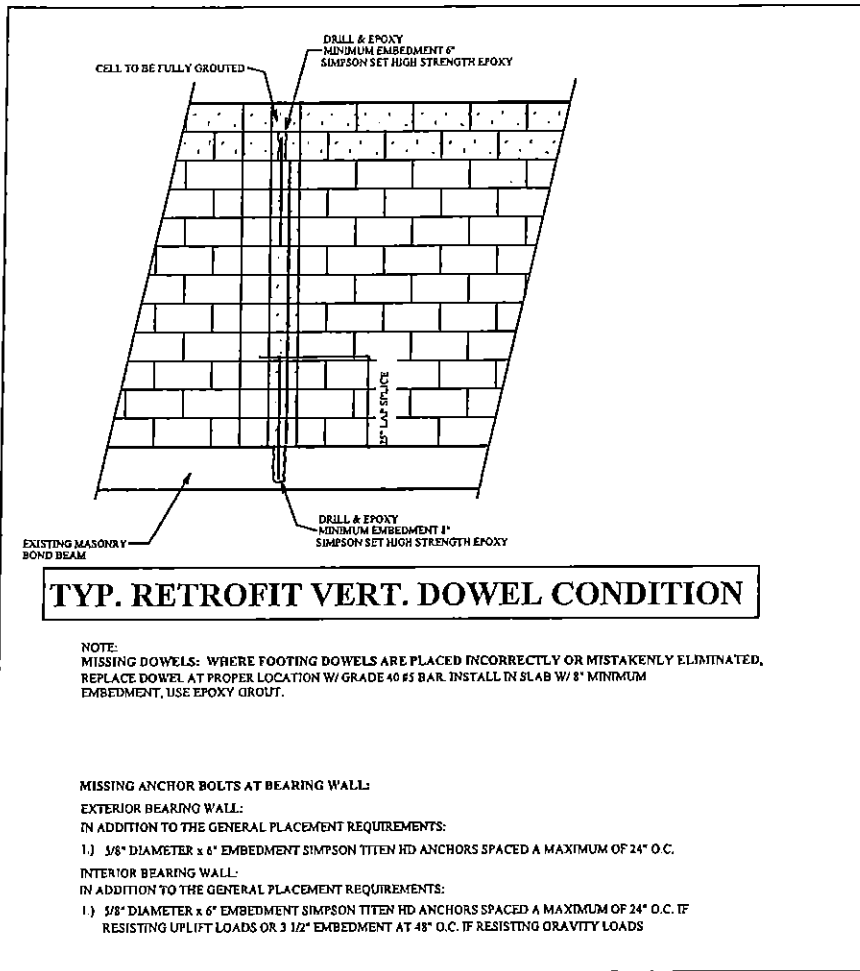 DRILL & EPOXY
MINIMUM EMBEDMENT 6"
SIMPSON SET HIGH STRENGTH EPOXY
CELL TO BE FULLY GROUTED
25" LAP SPLICE
DRILL & EPOXY
MINIMUM EMBEDMENT 8"
SIMPSON SET HIGH STRENGTH EPOXY
EXISTING MASONRY
BOND BEAM
TYP. RETROFIT VERT. DOWEL CONDITION
NOTE:
MISSING DOWELS: WHERE FOOTING DOWELS ARE PLACED INCORRECTLY OR MISTAKENLY ELIMINATED,
REPLACE DOWEL AT PROPER LOCATION W/ GRADE 40 #5 BAR. INSTALL IN SLAB W/ 8" MINIMUM
EMBEDMENT, USE EPOXY GROUT.
MISSING ANCHOR BOLTS AT BEARING WALL:
EXTERIOR BEARING WALL:
IN ADDITION TO THE GENERAL PLACEMENT REQUIREMENTS:
1.) 5/8" DIAMETER x 6" EMBEDMENT SIMPSON TITEN HD ANCHORS SPACED A MAXIMUM OF 24" O.C.
INTERIOR BEARING WALL:
IN ADDITION TO THE GENERAL PLACEMENT REQUIREMENTS:
1.) 5/8" DIAMETER x 6" EMBEDMENT SIMPSON TITEN HD ANCHORS SPACED A MAXIMUM OF 24" O.C. IF
RESISTING UPLIFT LOADS OR 3 1/2" EMBEDMENT AT 48" O.C. IF RESISTING GRAVITY LOADS